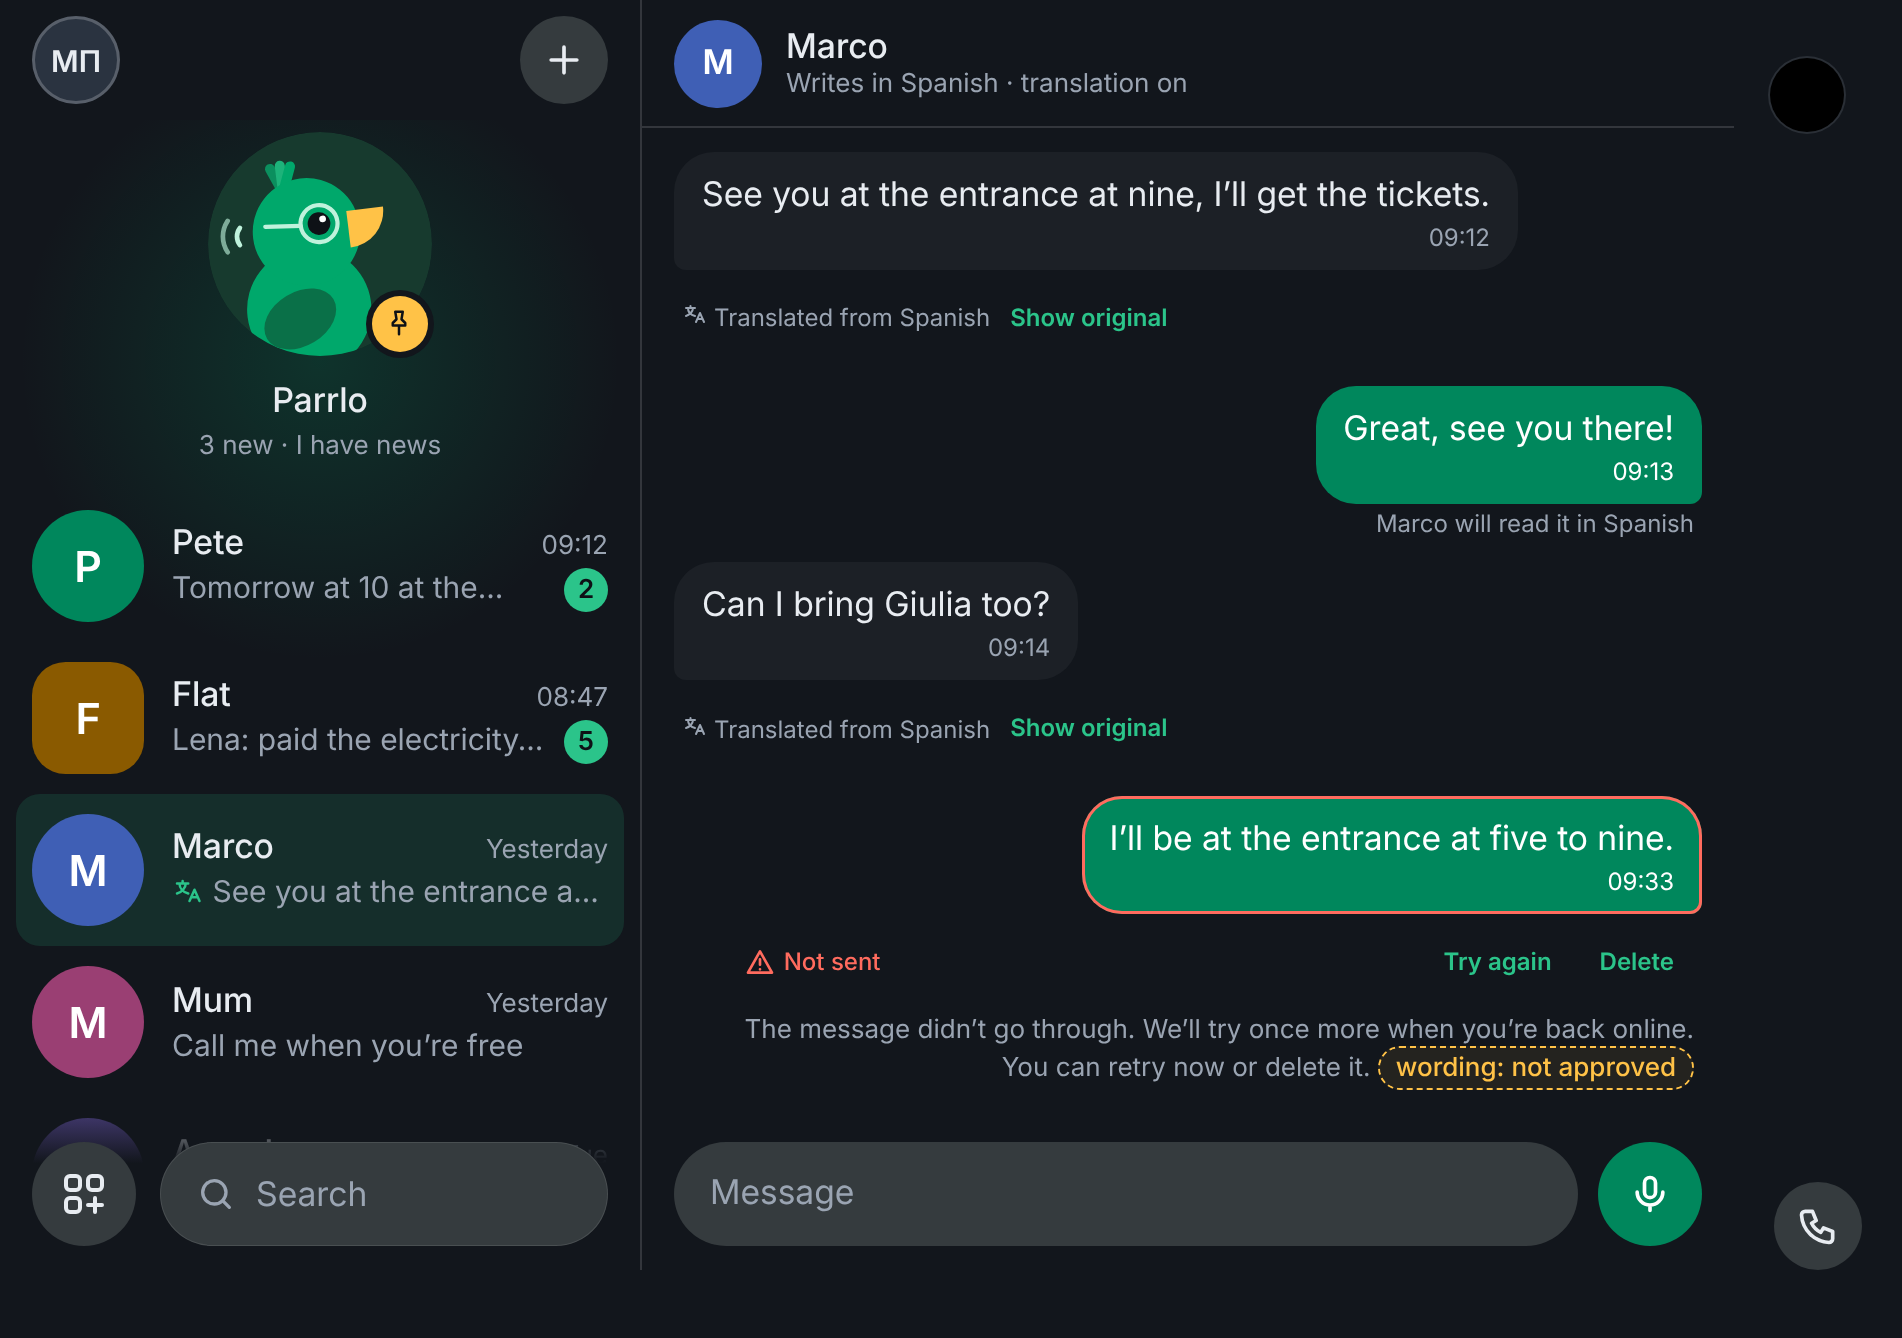 МП
Parrlo
3 new · I have news
P
Pete
09:12
Tomorrow at 10 at the...
2
F
Flat
08:47
Lena: paid the electricity...
5
M
Marco
Yesterday
See you at the entrance a...
M
Mum
Yesterday
Call me when you’re free
Search
M
Marco
Writes in Spanish · translation on
See you at the entrance at nine, I’ll get the tickets.
09:12
Translated from Spanish Show original
Great, see you there!
09:13
Marco will read it in Spanish
Can I bring Giulia too?
09:14
Translated from Spanish Show original
I’ll be at the entrance at five to nine.
09:33
Not sent Try again Delete
The message didn’t go through. We’ll try once more when you’re back online.
You can retry now or delete it. wording: not approved
Message